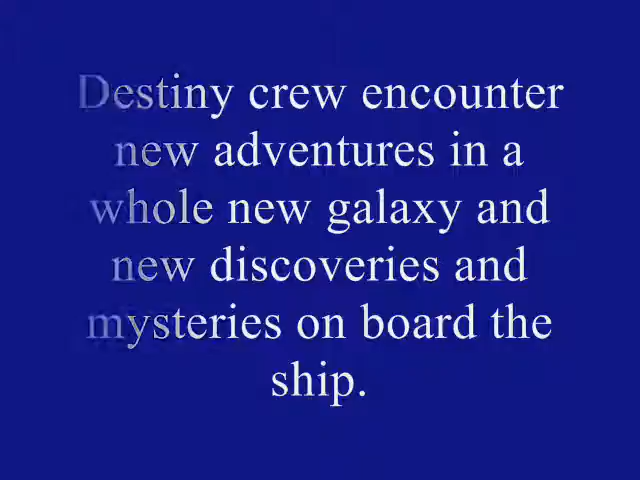 Destiny crew encounter
new adventures in a
whole new galaxy and
new discoveries and
mysteries on board the
ship.